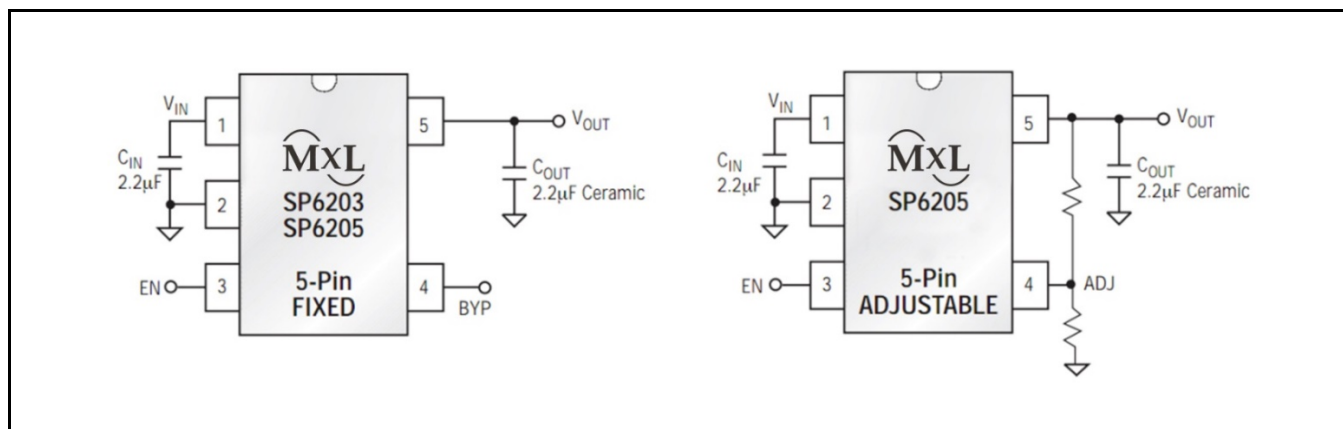 V_IN
C_IN
2.2μF
1
2
3
EN
MxL
SP6203
SP6205
5-Pin
FIXED
5
4
BYP
V_OUT
C_OUT
2.2μF Ceramic
V_IN
C_IN
2.2μF
1
2
3
EN
MxL
SP6205
5-Pin
ADJUSTABLE
5
4
ADJ
V_OUT
C_OUT
2.2μF Ceramic